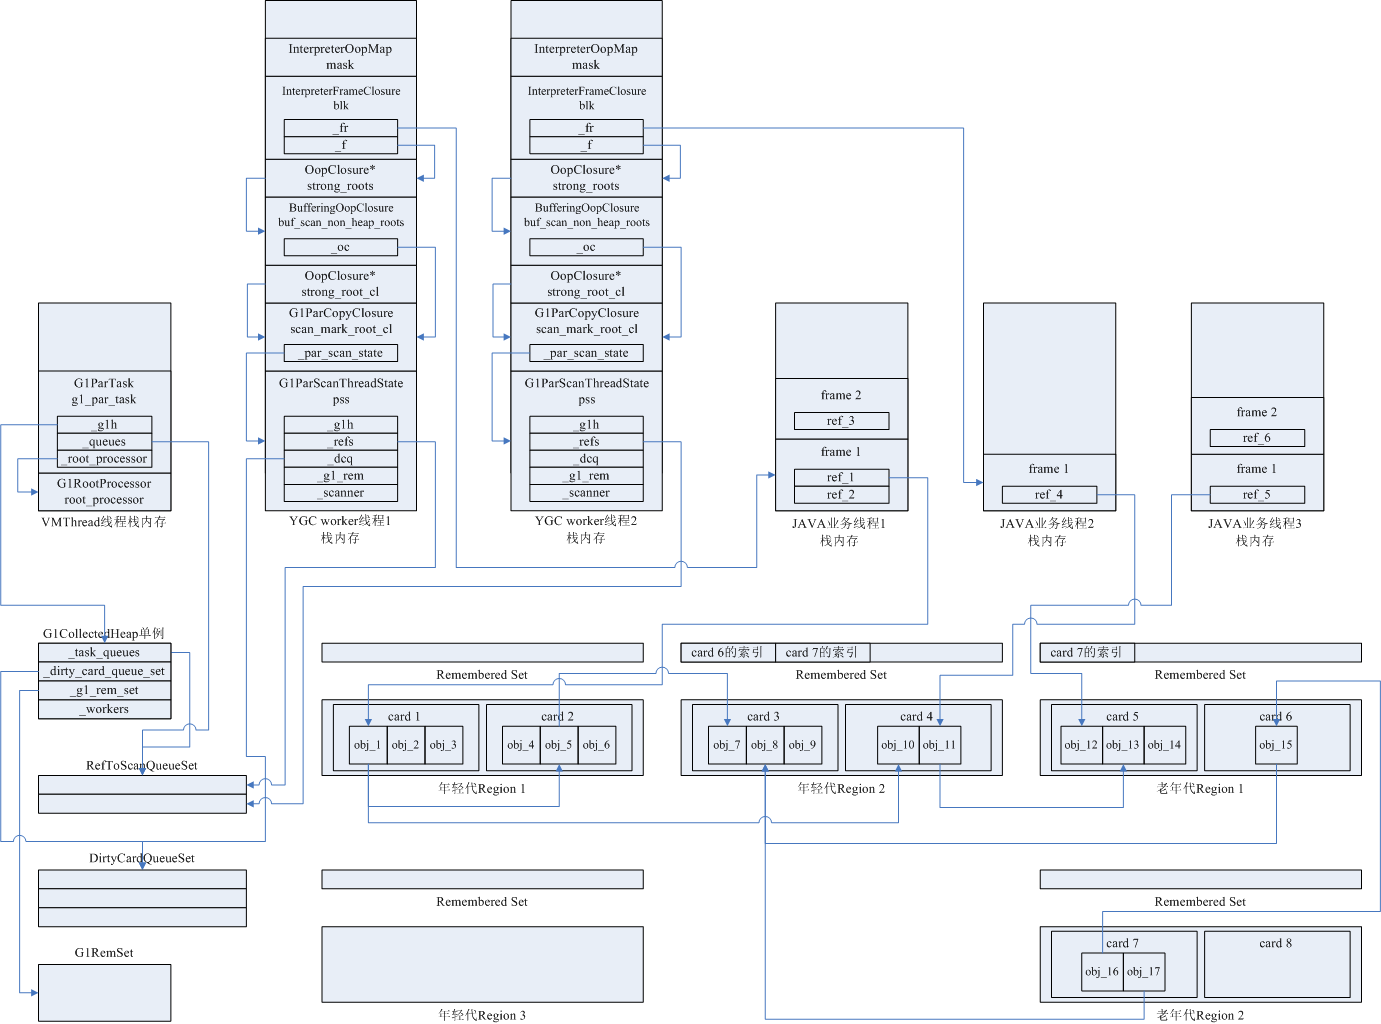 InterpreterOopMap
mask
InterpreterFrameClosure
blk
_fr
_f
OopClosure*
strong_roots
BufferingOopClosure
buf_scan_non_heap_roots
_oc
OopClosure*
strong_root_cl
G1ParCopyClosure
scan_mark_root_cl
_par_scan_state
G1ParScanThreadState
pss
_g1h
_refs
_dcq
_g1_rem
_scanner
YGC worker线程1
栈内存
InterpreterOopMap
mask
InterpreterFrameClosure
blk
_fr
_f
OopClosure*
strong_roots
BufferingOopClosure
buf_scan_non_heap_roots
_oc
OopClosure*
strong_root_cl
G1ParCopyClosure
scan_mark_root_cl
_par_scan_state
G1ParScanThreadState
pss
_g1h
_refs
_dcq
_g1_rem
_scanner
YGC worker线程2
栈内存
G1ParTask
g1_par_task
_g1h
_queues
_root_processor
G1RootProcessor
root_processor
VMThread线程栈内存
frame 2
ref_3
frame 1
ref_1
ref_2
JAVA业务线程1
栈内存
frame 1
ref_4
JAVA业务线程2
栈内存
frame 2
ref_6
frame 1
ref_5
JAVA业务线程3
栈内存
G1CollectedHeap单例
_task_queues
_dirty_card_queue_set
_g1_rem_set
_workers
RefToScanQueueSet
DirtyCardQueueSet
G1RemSet
Remembered Set
card 1
card 2
obj_1
obj_2
obj_3
obj_4
obj_5
obj_6
年轻代Region 1
card 6的索引
card 7的索引
Remembered Set
card 3
card 4
obj_7
obj_8
obj_9
obj_10
obj_11
年轻代Region 2
card 7的索引
Remembered Set
card 5
card 6
obj_12
obj_13
obj_14
obj_15
老年代Region 1
Remembered Set
年轻代Region 3
Remembered Set
card 7
card 8
obj_16
obj_17
老年代Region 2